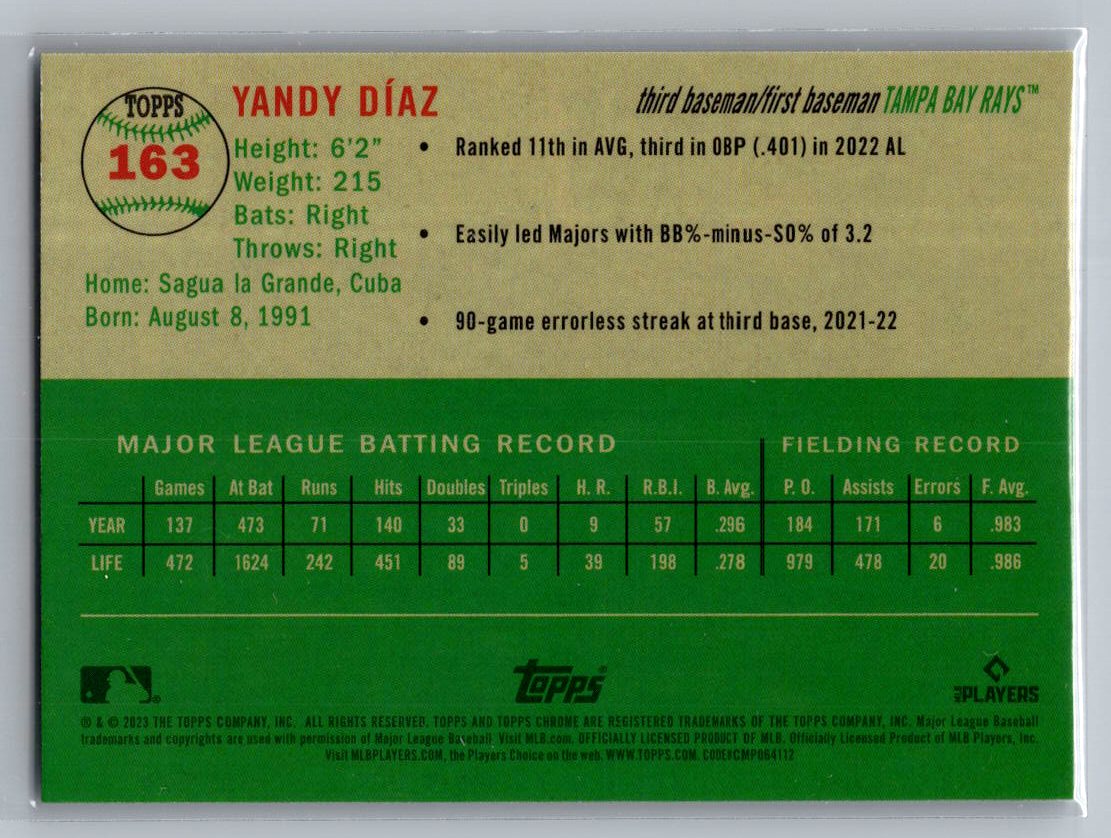 TOPPS
163
YANDY DÍAZ
third baseman/first baseman TAMPA BAY RAYS™
Height: 6'2"
Weight: 215
Bats: Right
Throws: Right
Home: Sagua la Grande, Cuba
Born: August 8, 1991
• Ranked 11th in AVG, third in OBP (.401) in 2022 AL
• Easily led Majors with BB%-minus-SO% of 3.2
• 90-game errorless streak at third base, 2021-22
MAJOR LEAGUE BATTING RECORD FIELDING RECORD
Games At Bat Runs Hits Doubles Triples H. R. R.B.I. B. Avg. P. O. Assists Errors F. Avg.
YEAR 137 473 71 140 33 0 9 57 .296 184 171 6 .983
LIFE 472 1624 242 451 89 5 39 198 .278 979 478 20 .986
topps®
MLB PLAYERS
® & © 2023 THE TOPPS COMPANY, INC. ALL RIGHTS RESERVED. TOPPS AND TOPPS CHROME ARE REGISTERED TRADEMARKS OF THE TOPPS COMPANY, INC. Major League Baseball
trademarks and copyrights are used with permission of Major League Baseball. Visit MLB.com. OFFICIALLY LICENSED PRODUCT OF MLB. Officially Licensed Product of MLB Players, Inc.
Visit MLBPLAYERS.COM, the Players Choice on the web. WWW.TOPPS.COM. CODE#CMP064112